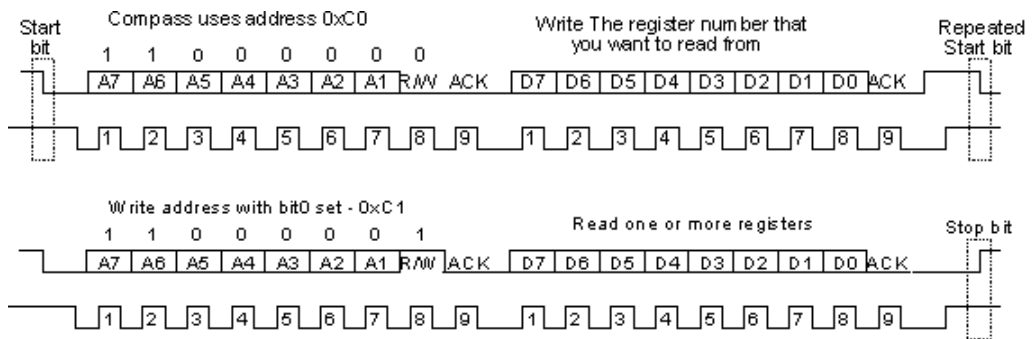 Start bit
Compass uses address 0xC0
Write The register number that
you want to read from
Repeated
Start bit
1 1 0 0 0 0 0 0
A7 A6 A5 A4 A3 A2 A1 R/W ACK D7 D6 D5 D4 D3 D2 D1 D0 ACK
1 2 3 4 5 6 7 8 9 1 2 3 4 5 6 7 8 9
Write address with bit0 set - 0xC1
Read one or more registers
Stop bit
1 1 0 0 0 0 0 1
A7 A6 A5 A4 A3 A2 A1 R/W ACK D7 D6 D5 D4 D3 D2 D1 D0 ACK
1 2 3 4 5 6 7 8 9 1 2 3 4 5 6 7 8 9